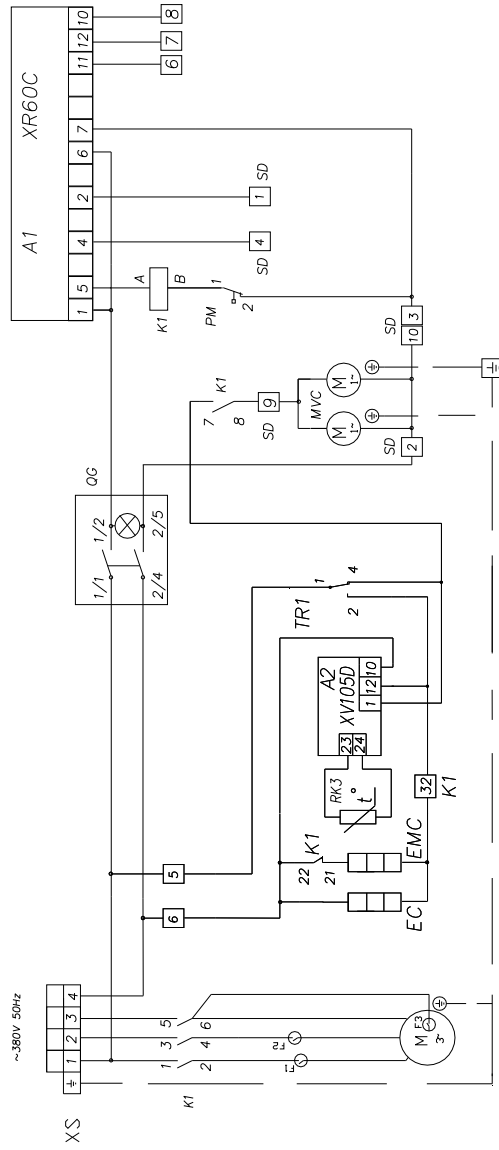 A1 XR60C
1 5 4 2 6 7 11 12 10
6 7 8
4 SD
1 SD
A
K1
B
PM
1
2
SD
10 3
K1
7
8
SD
9
MVC
M
1~
M
1~
SD
2
QG
1/1 1/2
2/4 2/5
TR1
1
2 4
A2
XV105D
1 12 10
23
24
RK3
t°
32
K1
K1
22 21
EMC
EC
5
6
~380V 50Hz
XS
1 2 3 4
K1
1 2
3 4
5 6
F1
F2
F3
M
3~